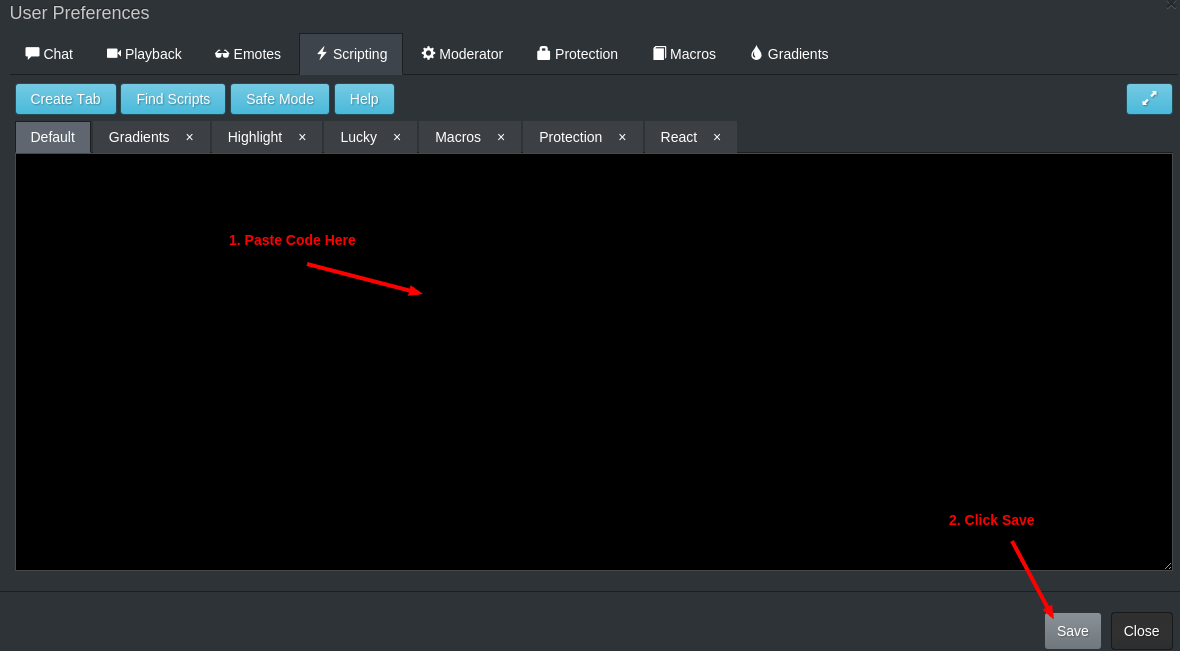 User Preferences
Chat Playback Emotes Scripting Moderator Protection Macros Gradients
Create Tab Find Scripts Safe Mode Help
Default Gradients × Highlight × Lucky × Macros × Protection × React ×
1. Paste Code Here
2. Click Save
Save Close